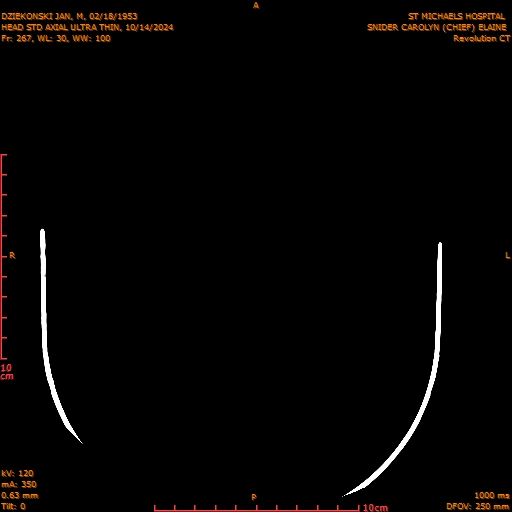 A
DZIEKONSKI JAN, M, 02/18/1953
HEAD STD AXIAL ULTRA THIN, 10/14/2024
Fr: 267, WL: 30, WW: 100
ST MICHAELS HOSPITAL
SNIDER CAROLYN (CHIEF) ELAINE
Revolution CT
R
L
10
cm
kV: 120
mA: 350
0.63 mm
Tilt: 0
P
10cm
1000 ms
DFOV: 250 mm